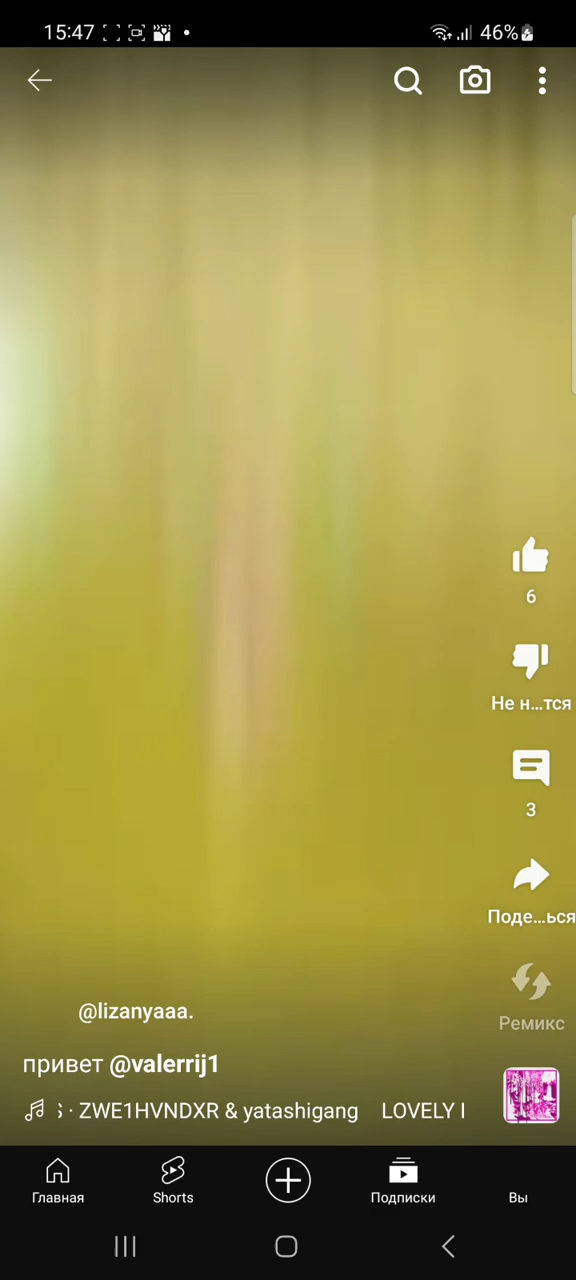 15:47
46%
6
Не н...тся
3
Поде...ься
@lizanyaaa.
Ремикс
привет @valerrij1
· ZWE1HVNDXR & yatashigang LOVELY
Главная
Shorts
Подписки
Вы